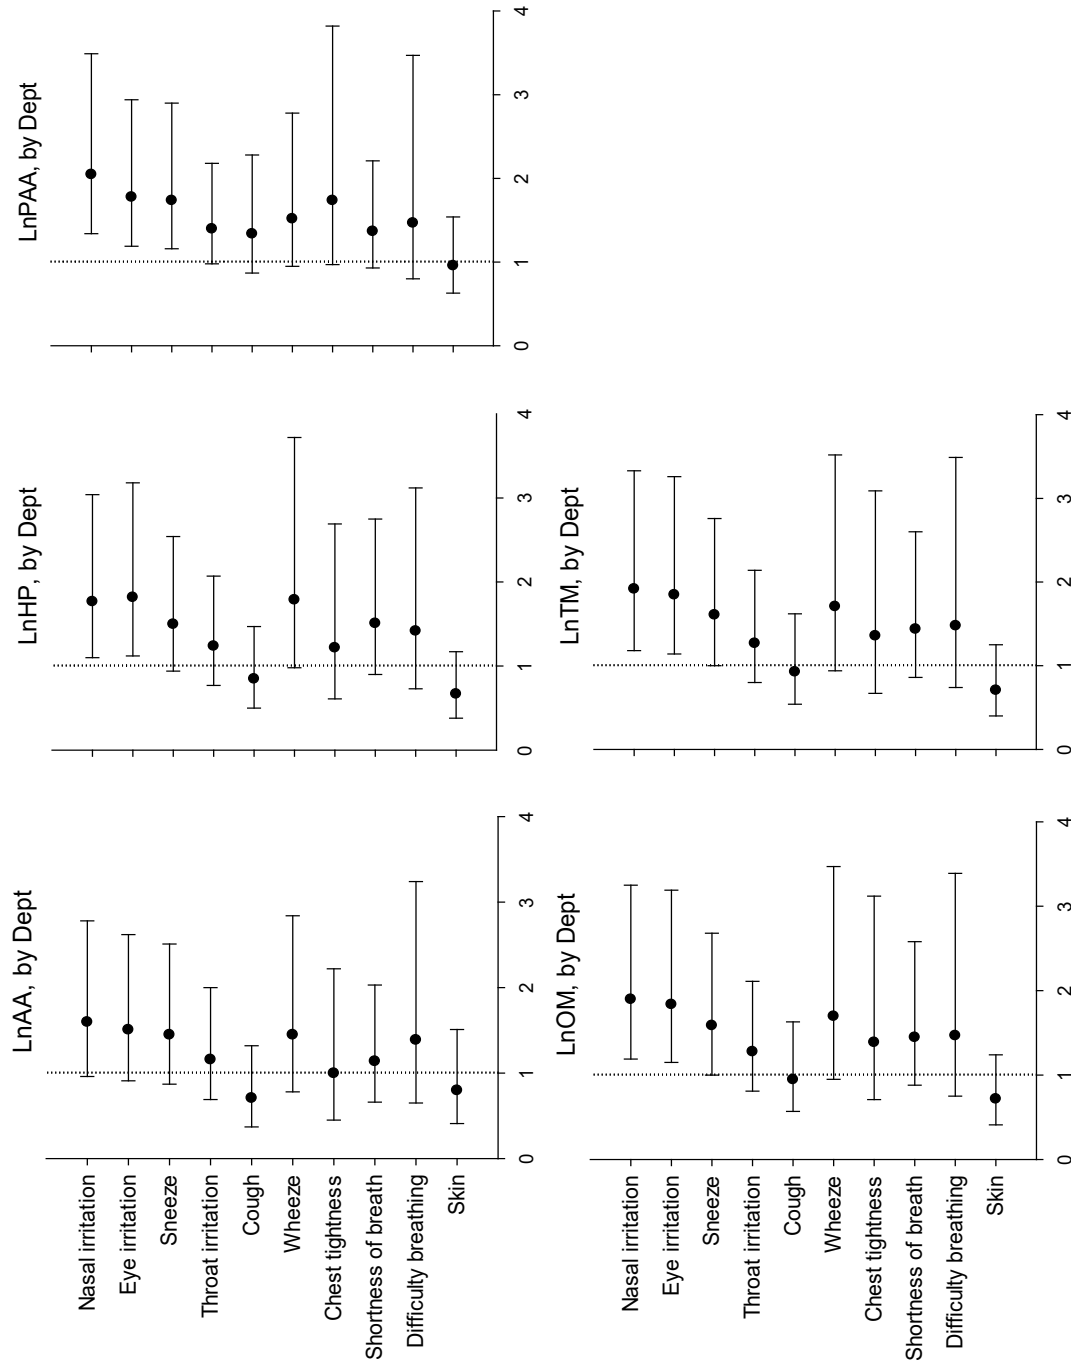 LnAA, by Dept
LnHP, by Dept
LnPAA, by Dept
Nasal irritation
Eye irritation
Sneeze
Throat irritation
Cough
Wheeze
Chest tightness
Shortness of breath
Difficulty breathing
Skin
0 1 2 3 4
0 1 2 3 4
0 1 2 3 4
LnOM, by Dept
LnTM, by Dept
Nasal irritation
Eye irritation
Sneeze
Throat irritation
Cough
Wheeze
Chest tightness
Shortness of breath
Difficulty breathing
Skin
0 1 2 3 4
0 1 2 3 4